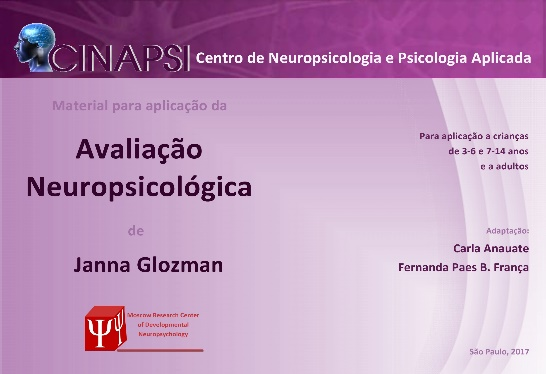 CINAPSI Centro de Neuropsicologia e Psicologia Aplicada
Material para aplicação da
Avaliação
Neuropsicológica
de
Janna Glozman
Moscow Research Center
of Developmental
Neuropsychology
Para aplicação a crianças
de 3-6 e 7-14 anos
e a adultos
Adaptação:
Carla Anauate
Fernanda Paes B. França
São Paulo, 2017